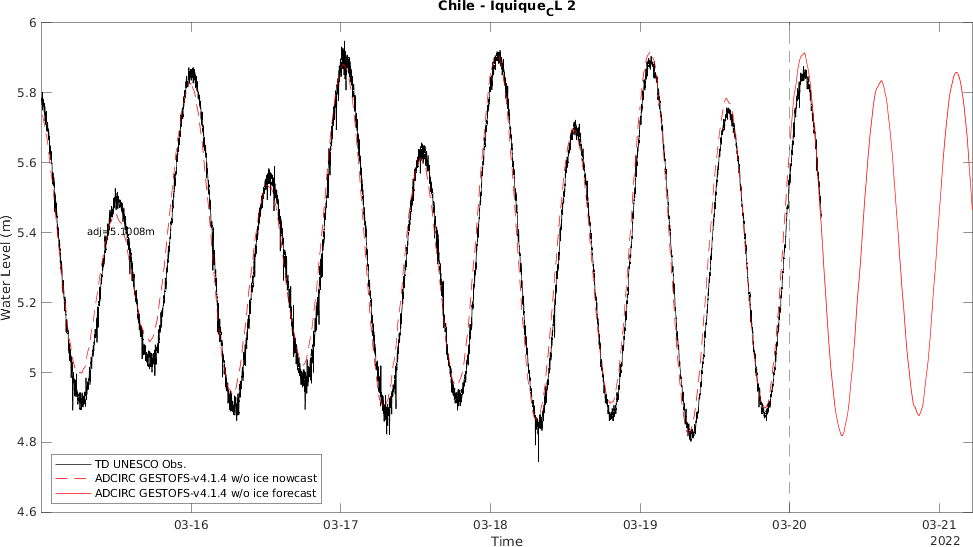 Chile - Iquique_CL 2
6
5.8
5.6
5.4
5.2
5
4.8
4.6
Water Level (m)
adj=5.1008m
TD UNESCO Obs.
ADCIRC GESTOFS-v4.1.4 w/o ice nowcast
ADCIRC GESTOFS-v4.1.4 w/o ice forecast
03-16 03-17 03-18 03-19 03-20 03-21
Time 2022